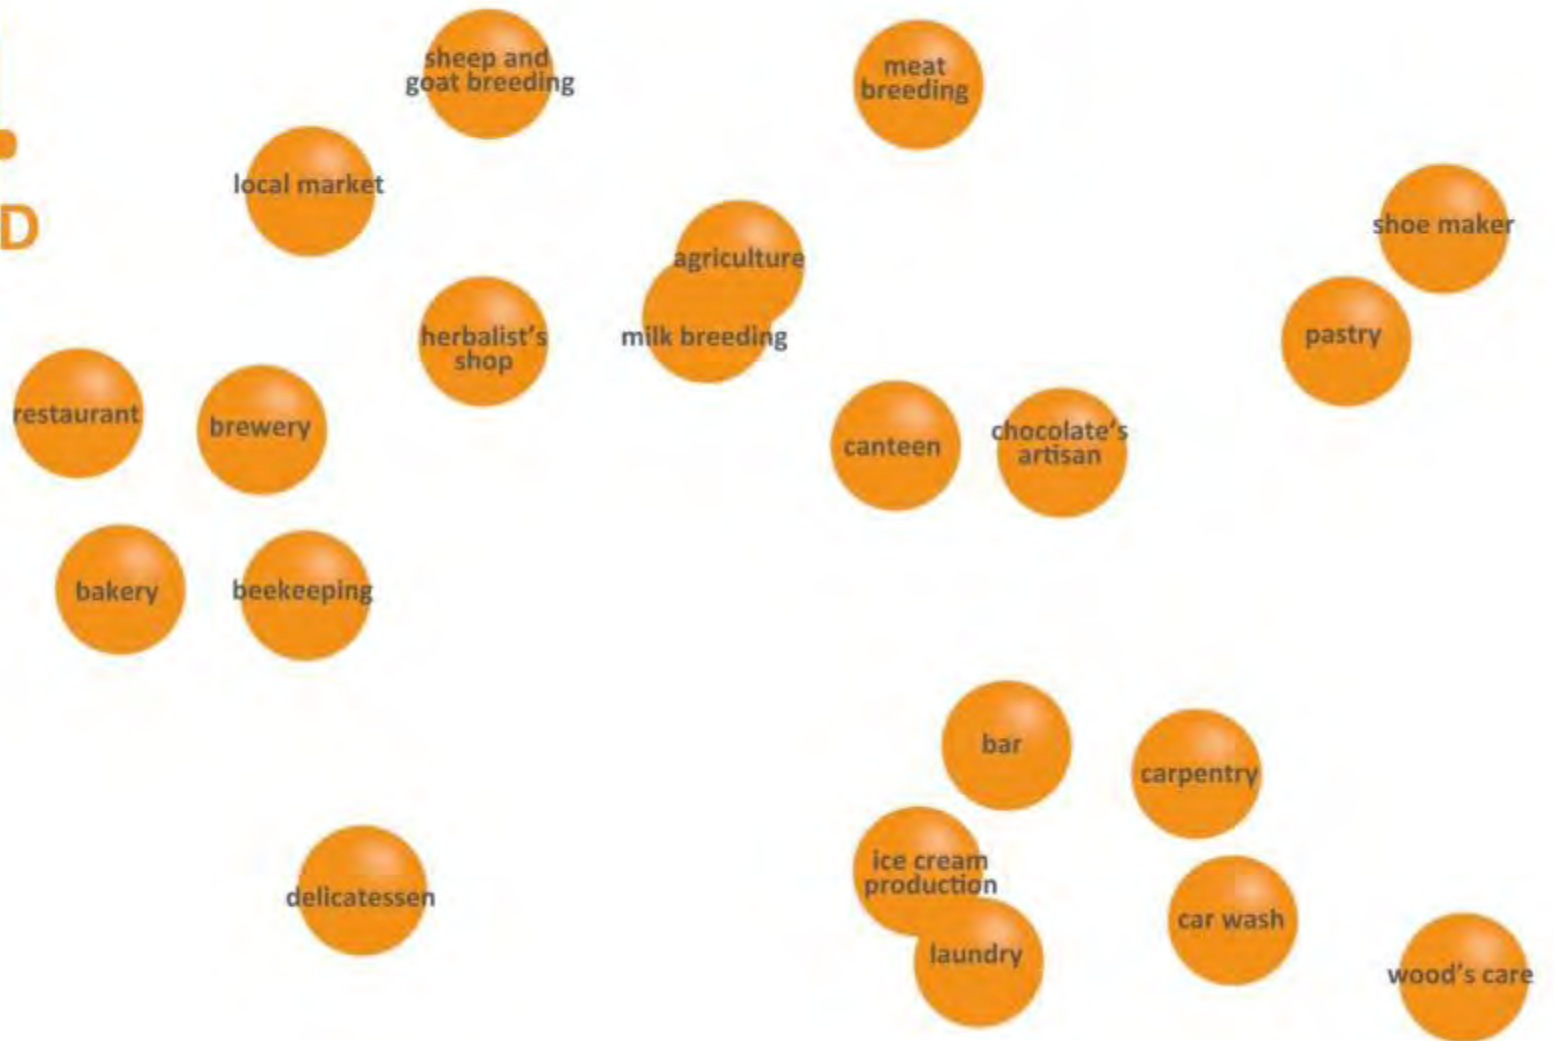 sheep and
goat breeding
meat
breeding
local market
D
shoe maker
agriculture
herbalist's
shop
milk breeding
pastry
restaurant
brewery
canteen
chocolate's
artisan
bakery
beekeeping
bar
carpentry
ice cream
production
delicatessen
car wash
laundry
wood's care